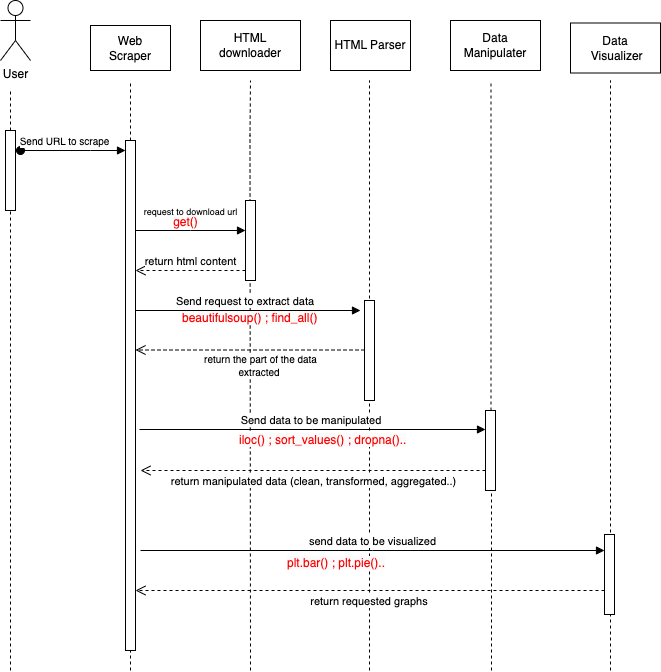 User
Web
Scraper
HTML
downloader
HTML Parser
Data
Manipulater
Data
Visualizer
Send URL to scrape
request to download url
get()
return html content
Send request to extract data
beautifulsoup() ; find_all()
return the part of the data
extracted
Send data to be manipulated
iloc() ; sort_values() ; dropna()..
return manipulated data (clean, transformed, aggregated..)
send data to be visualized
plt.bar() ; plt.pie()..
return requested graphs